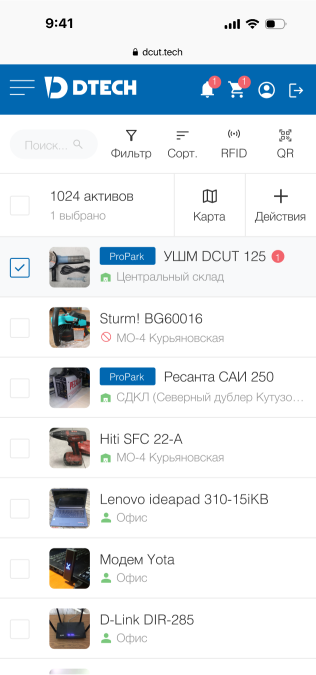 9:41
dcut.tech
DTECH
1
1
Поиск...
Фильтр
Сорт.
RFID
QR
1024 активов
1 выбрано
Карта
Действия
ProPark УШМ DCUT 125 1
Центральный склад
Sturm! BG60016
МО-4 Курьяновская
ProPark Ресанта САИ 250
СДКЛ (Северный дублер Кутузо...
Hiti SFC 22-A
МО-4 Курьяновская
Lenovo ideapad 310-15iKB
Офис
Модем Yota
Офис
D-Link DIR-285
Офис